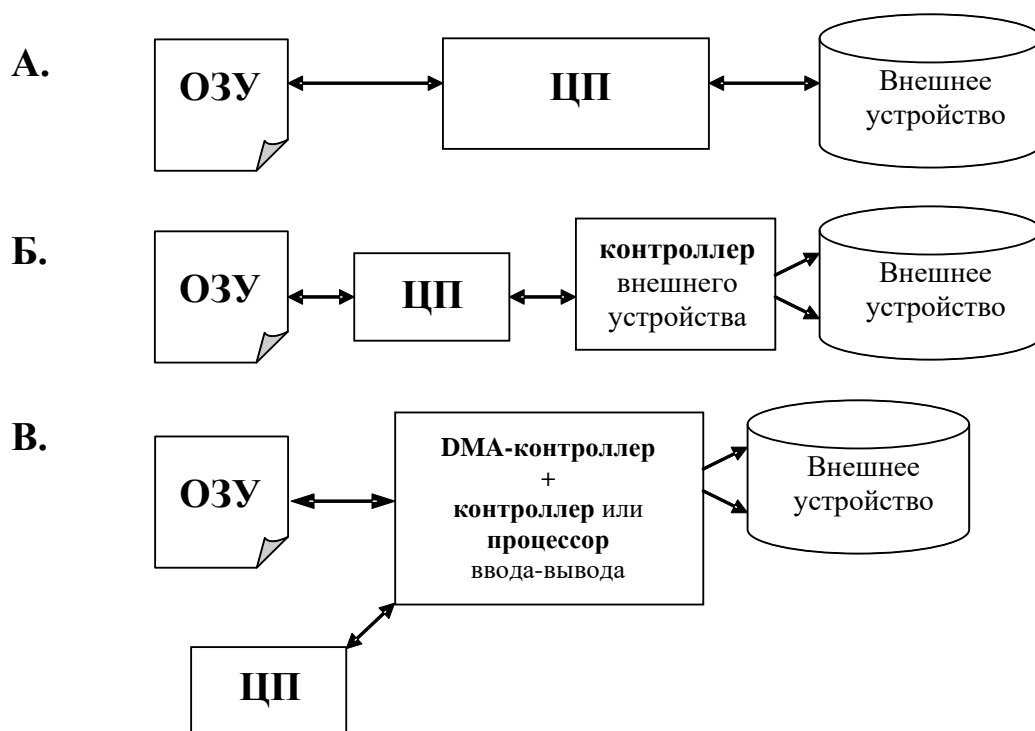 А.
ОЗУ
ЦП
Внешнее
устройство
Б.
ОЗУ
ЦП
контроллер
внешнего
устройства
Внешнее
устройство
В.
ОЗУ
DMA-контроллер
+
контроллер или
процессор
ввода-вывода
Внешнее
устройство
ЦП